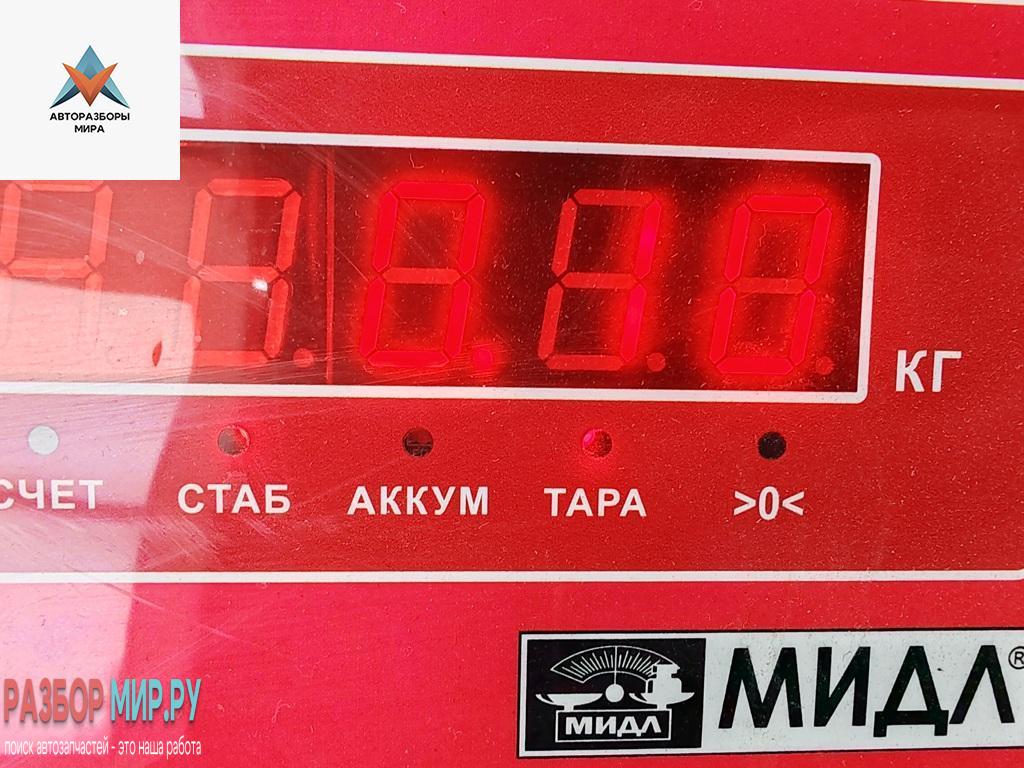 АВТОРАЗБОРЫ
МИРА
0.10
КГ
СЧЕТ СТАБ АККУМ ТАРА >0<
МИДЛ
МИДЛ®
РАЗБОР МИР.РУ
поиск автозапчастей - это наша работа